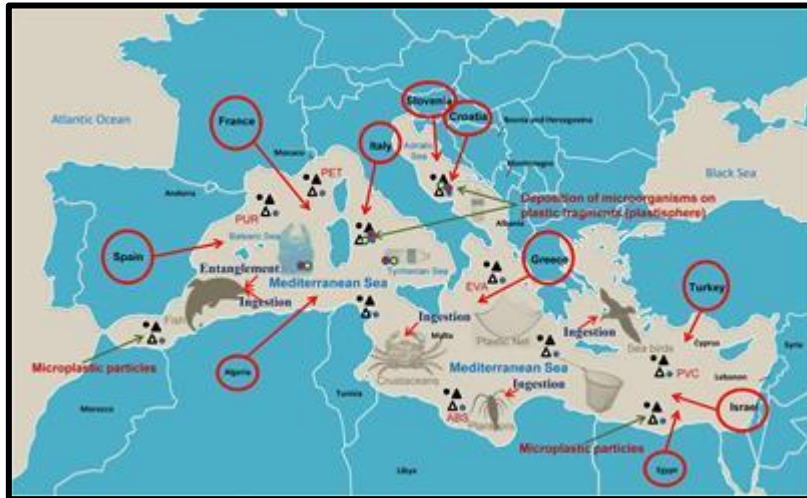 Slovenia
Bosnia and Herzegovina
Croatia
France
Atlantic Ocean
Italy
Adriatic
Sea
Monaco
Montenegro
Black Sea
PET
Andorra
Deposition of microorganisms on
plastic fragments (plastisphere)
PUR
Albania
Balearic Sea
Spain
Entanglement
Tyrrhenian Sea
Greece
Mediterranean Sea
EVA
Turkey
Ingestion
Fish
Ingestion
Malta
Plastic Net
Ingestion
Sea birds
Cyprus
Syria
Microplastic particles
Algeria
Crustaceans
Mediterranean Sea
PVC
Lebanon
Ingestion
Tunisia
Morocco
ABS
Israel
Microplastic particles
Libya
Egypt